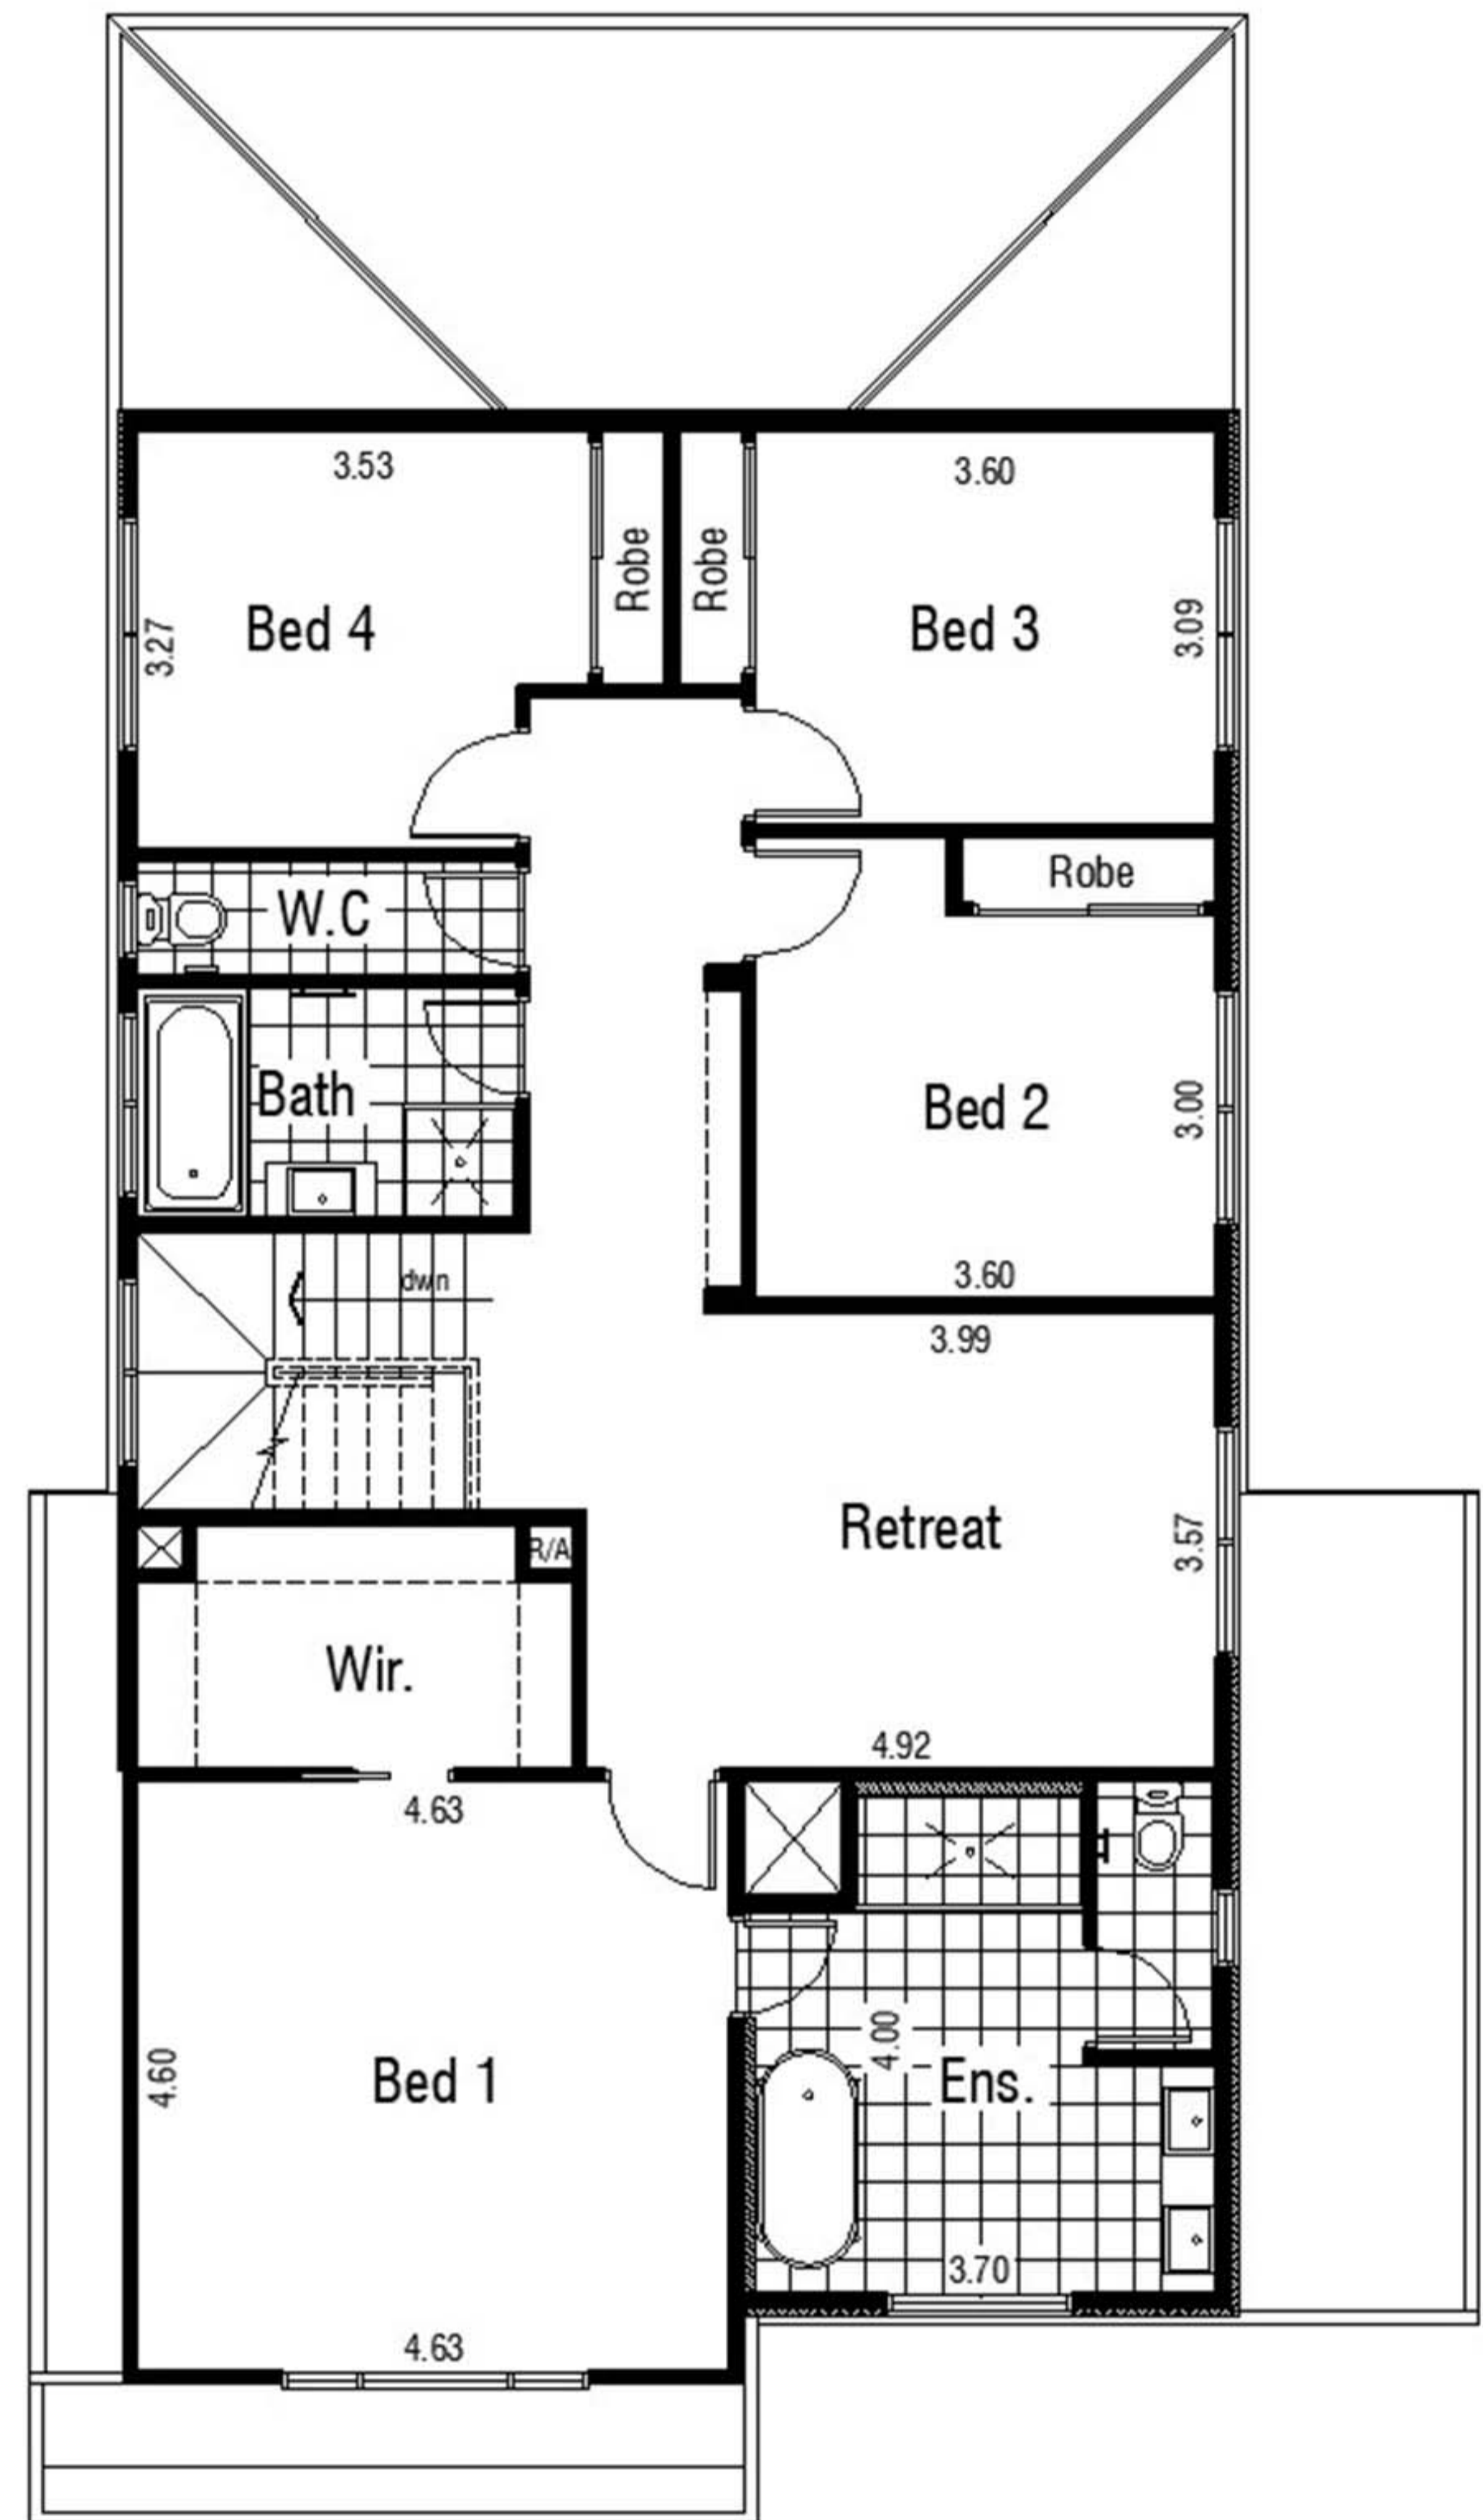 3.53
3.60
Robe
Robe
Bed 4
3.27
Bed 3
3.09
Robe
W.C
Bath
Bed 2
3.00
3.60
dwn
3.99
Retreat
3.57
R/A
Wir.
4.92
4.63
4.60
Bed 1
4.00
Ens.
3.70
4.63